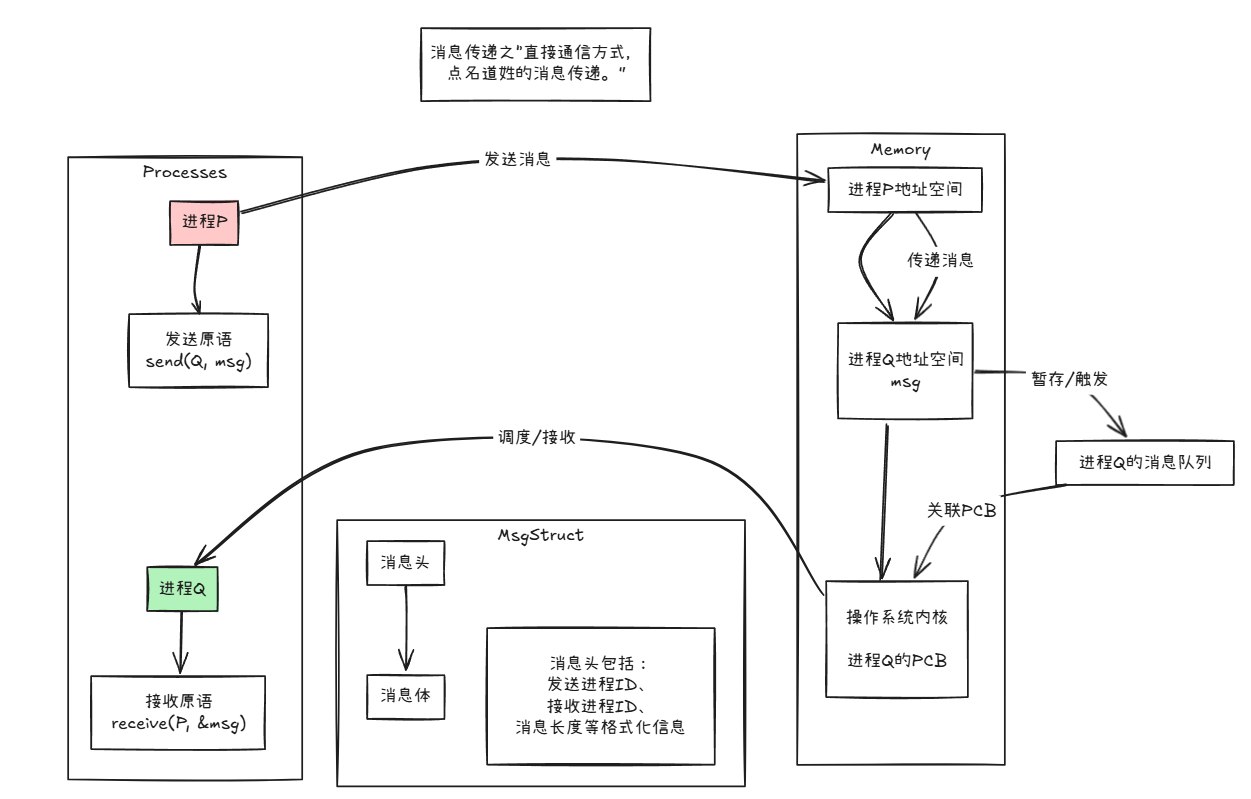 消息传递之"直接通信方式,
点名道姓的消息传递。"
Processes
进程P
发送原语
send(Q, msg)
进程Q
接收原语
receive(P, &msg)
发送消息
调度/接收
MsgStruct
消息头
消息体
消息头包括:
发送进程ID、
接收进程ID、
消息长度等格式化信息
Memory
进程P地址空间
传递消息
进程Q地址空间
msg
暂存/触发
进程Q的消息队列
关联PCB
操作系统内核
进程Q的PCB